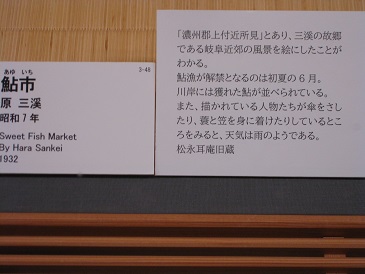 3-48
あゆ いち
鮎市
原 三溪
昭和7年
Sweet Fish Market
By Hara Sankei
1932
「濃州郡上付近所見」とあり、三溪の故郷
である岐阜近郊の風景を絵にしたことが
わかる。
鮎漁が解禁となるのは初夏の6月。
川岸には獲れた鮎が並べられている。
また、描かれている人物たちが傘をさし
たり、蓑と笠を身に着けたりしているとこ
ろをみると、天気は雨のようである。
松永耳庵旧蔵